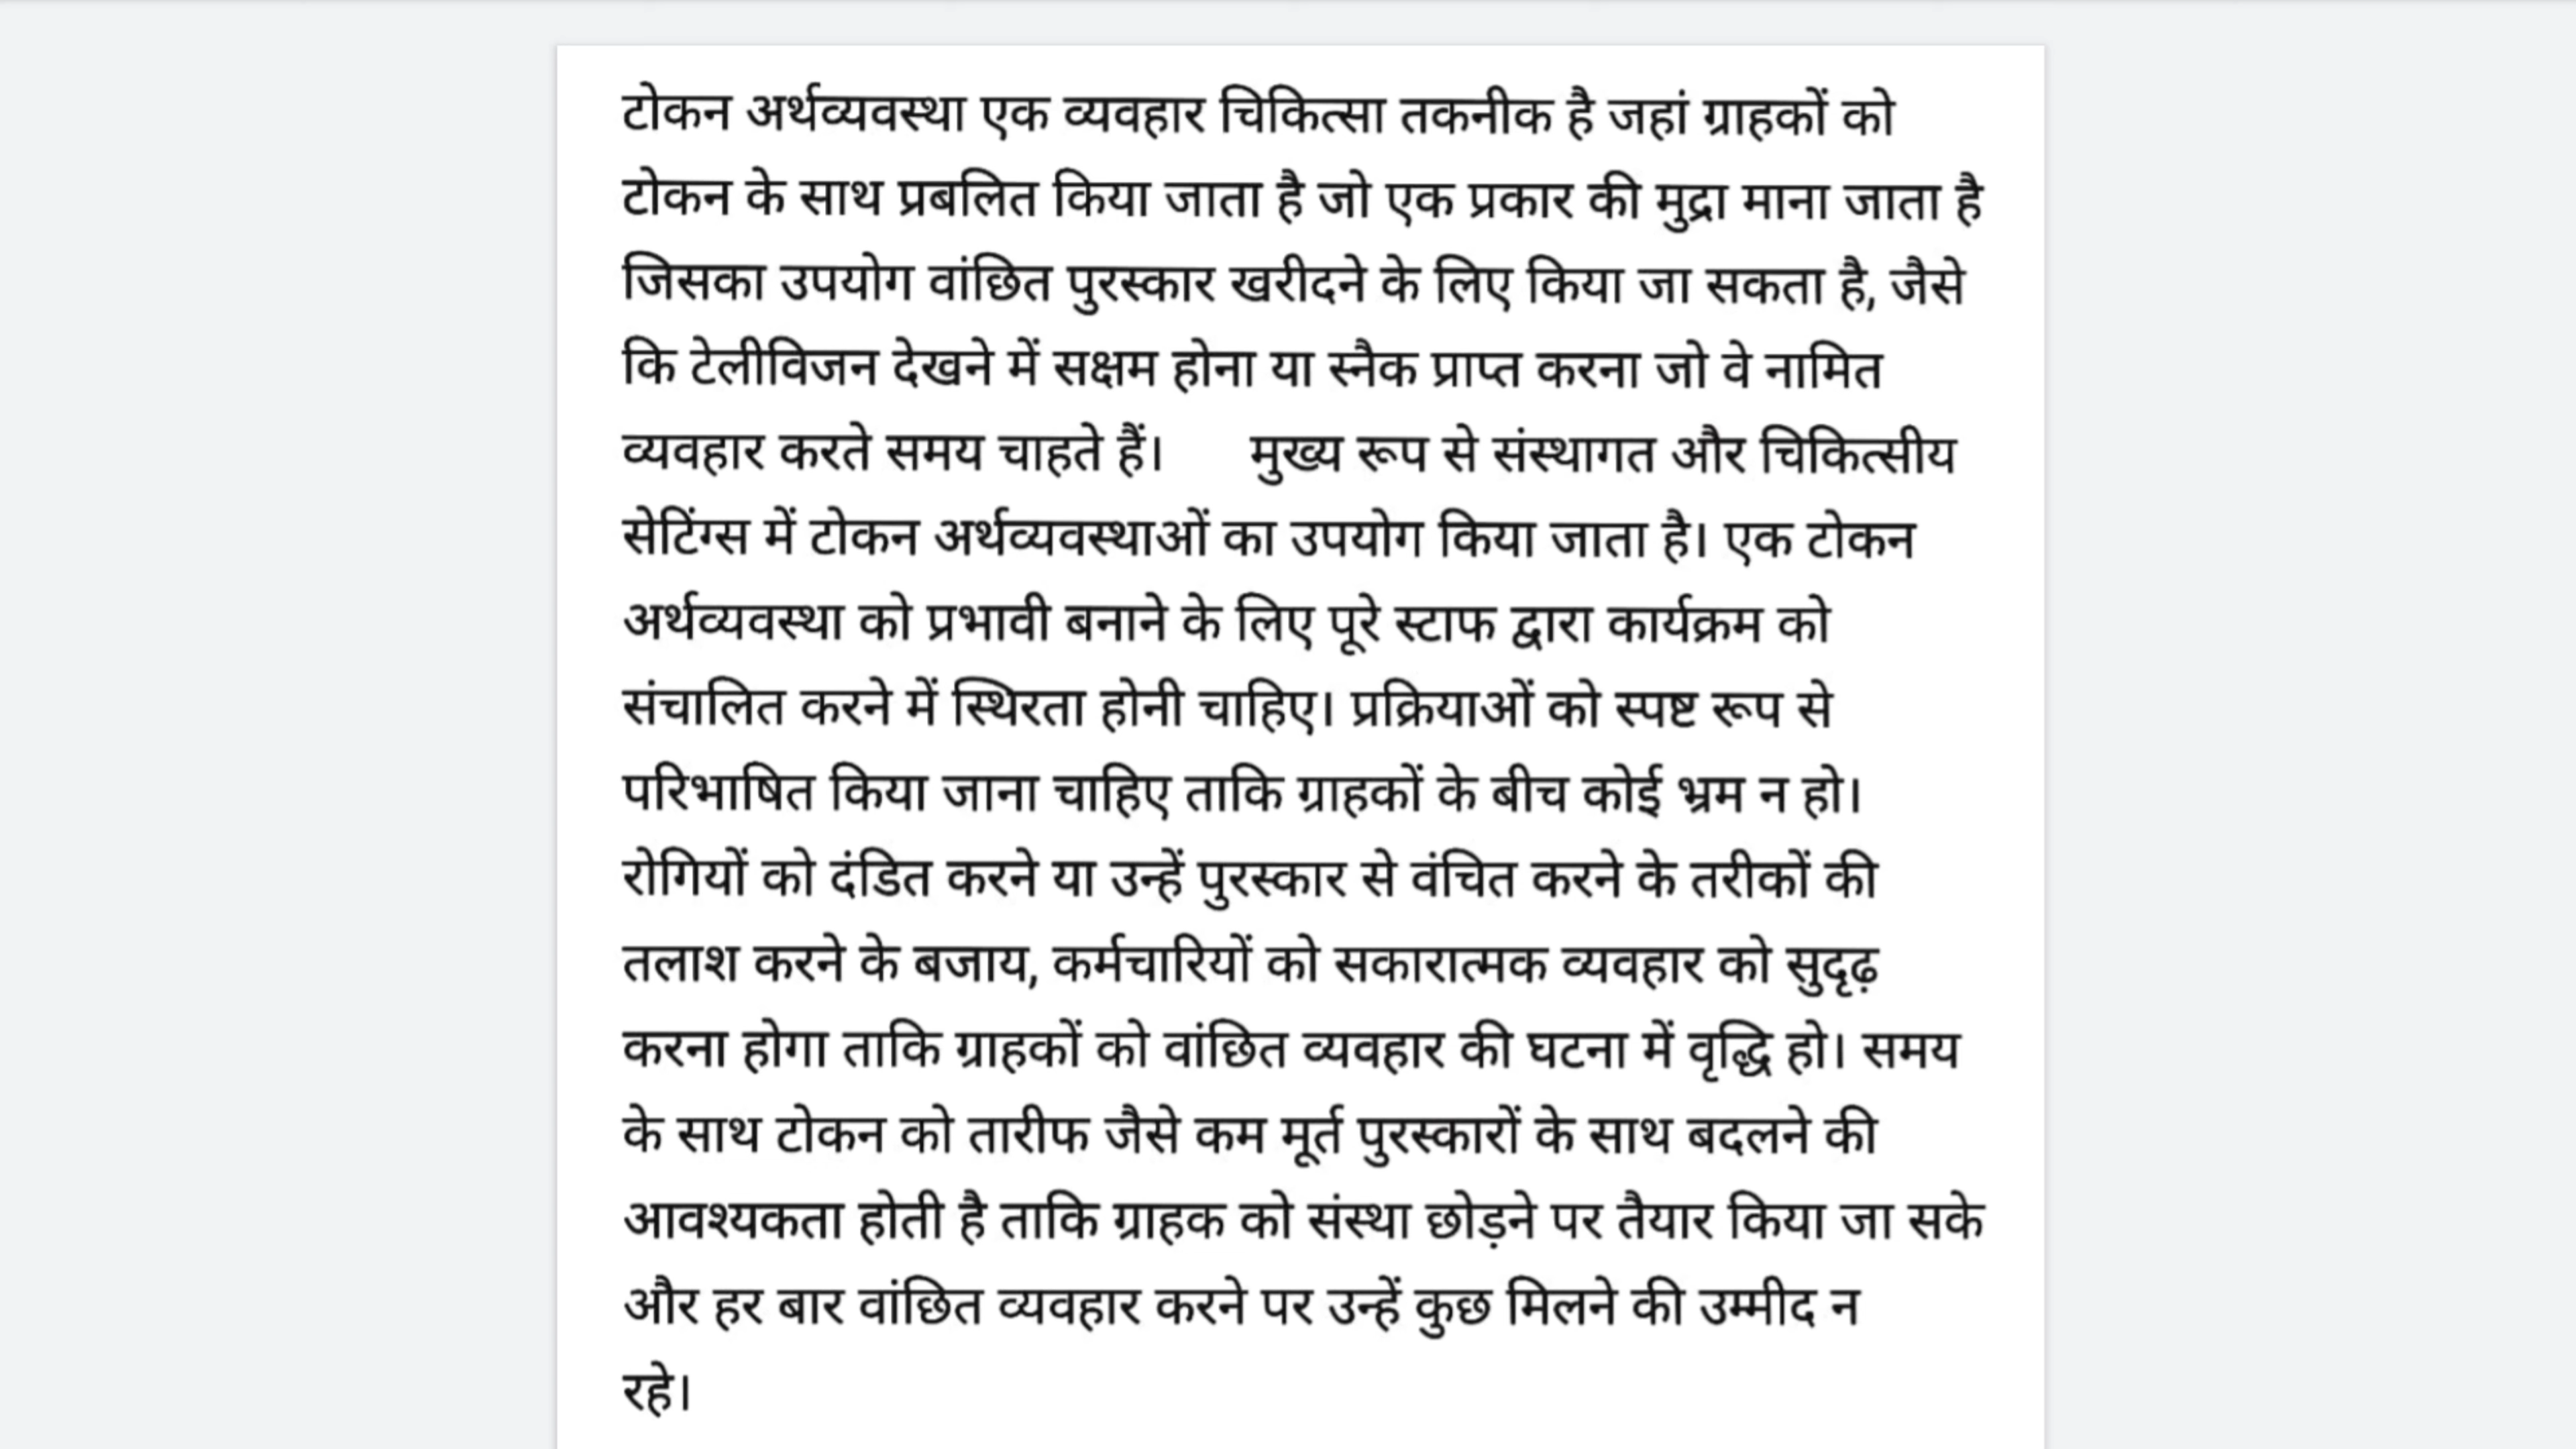 टोकन अर्थव्यवस्था एक व्यवहार चिकित्सा तकनीक है जहां ग्राहकों को
टोकन के साथ प्रबलित किया जाता है जो एक प्रकार की मुद्रा माना जाता है
जिसका उपयोग वांछित पुरस्कार खरीदने के लिए किया जा सकता है, जैसे
कि टेलीविजन देखने में सक्षम होना या स्नैक प्राप्त करना जो वे नामित
व्यवहार करते समय चाहते हैं। मुख्य रूप से संस्थागत और चिकित्सीय
सेटिंग्स में टोकन अर्थव्यवस्थाओं का उपयोग किया जाता है। एक टोकन
अर्थव्यवस्था को प्रभावी बनाने के लिए पूरे स्टाफ द्वारा कार्यक्रम को
संचालित करने में स्थिरता होनी चाहिए। प्रक्रियाओं को स्पष्ट रूप से
परिभाषित किया जाना चाहिए ताकि ग्राहकों के बीच कोई भ्रम न हो।
रोगियों को दंडित करने या उन्हें पुरस्कार से वंचित करने के तरीकों की
तलाश करने के बजाय, कर्मचारियों को सकारात्मक व्यवहार को सुदृढ़
करना होगा ताकि ग्राहकों को वांछित व्यवहार की घटना में वृद्धि हो। समय
के साथ टोकन को तारीफ जैसे कम मूर्त पुरस्कारों के साथ बदलने की
आवश्यकता होती है ताकि ग्राहक को संस्था छोड़ने पर तैयार किया जा सके
और हर बार वांछित व्यवहार करने पर उन्हें कुछ मिलने की उम्मीद न
रहे।